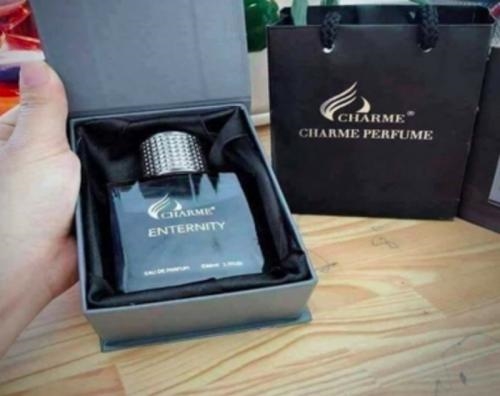 CHARME®
CHARME PERFUME
CHARME®
ENTERNITY
EAU DE PARFUM